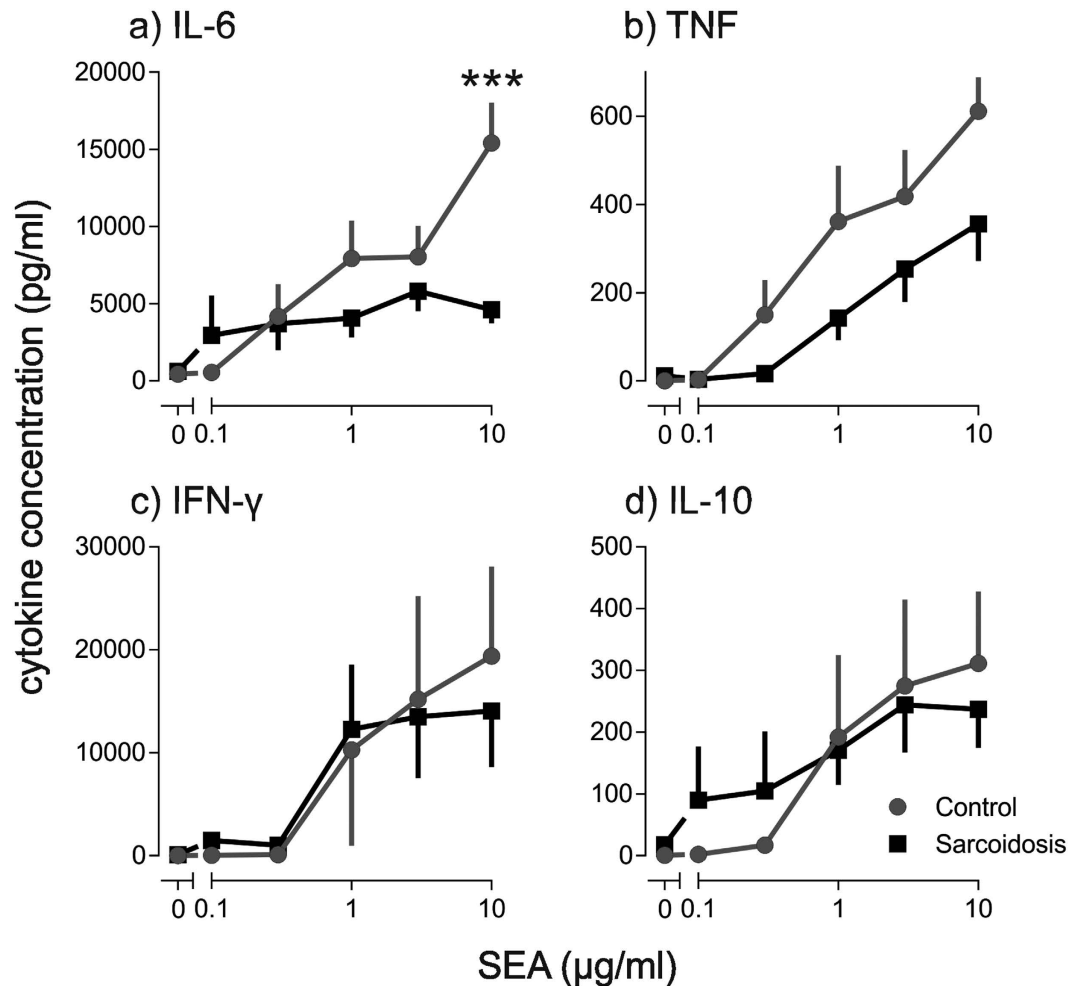 a) IL-6
b) TNF
20000
***
15000
10000
5000
0
0 0.1 1 10
600
400
200
0
0 0.1 1 10
cytokine concentration (pg/ml)
c) IFN-γ
d) IL-10
30000
20000
10000
0
0 0.1 1 10
500
400
300
200
100
0
Control
Sarcoidosis
0 0.1 1 10
SEA (µg/ml)